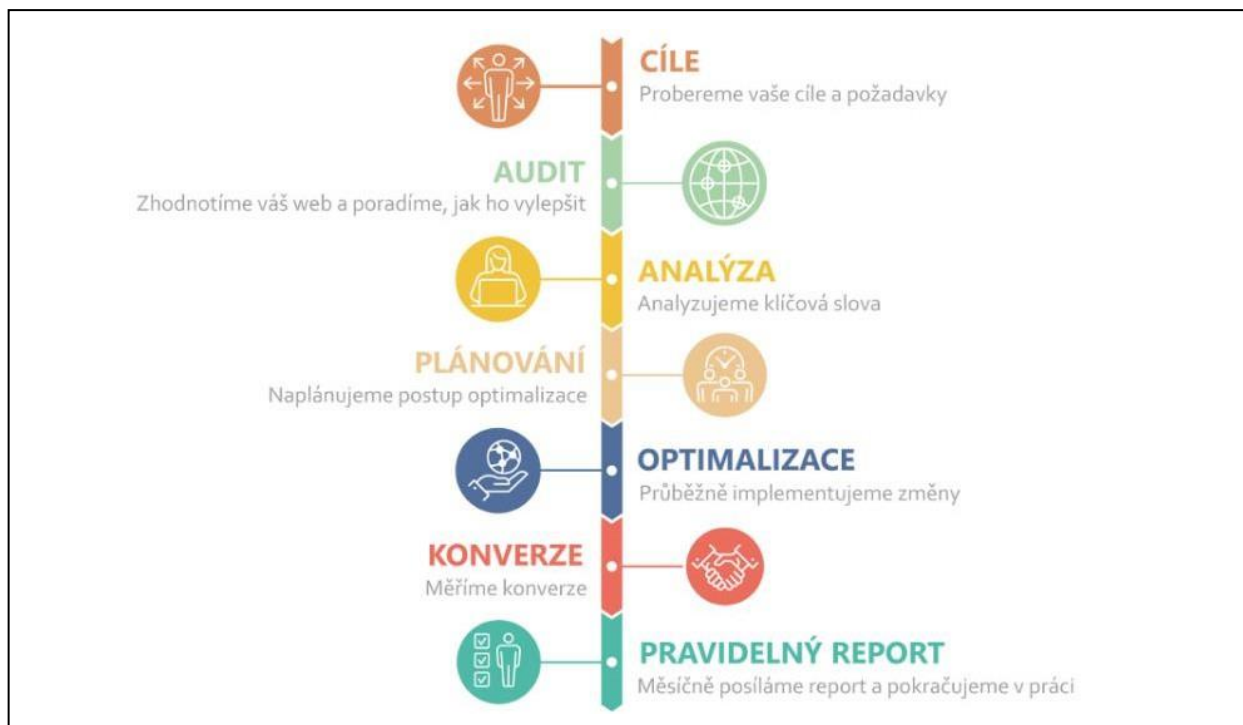 CÍLE
Probereme vaše cíle a požadavky
AUDIT
Zhodnotíme váš web a poradíme, jak ho vylepšit
ANALÝZA
Analyzujeme klíčová slova
PLÁNOVÁNÍ
Naplánujeme postup optimalizace
OPTIMALIZACE
Průběžně implementujeme změny
KONVERZE
Měříme konverze
PRAVIDELNÝ REPORT
Měsíčně posíláme report a pokračujeme v práci